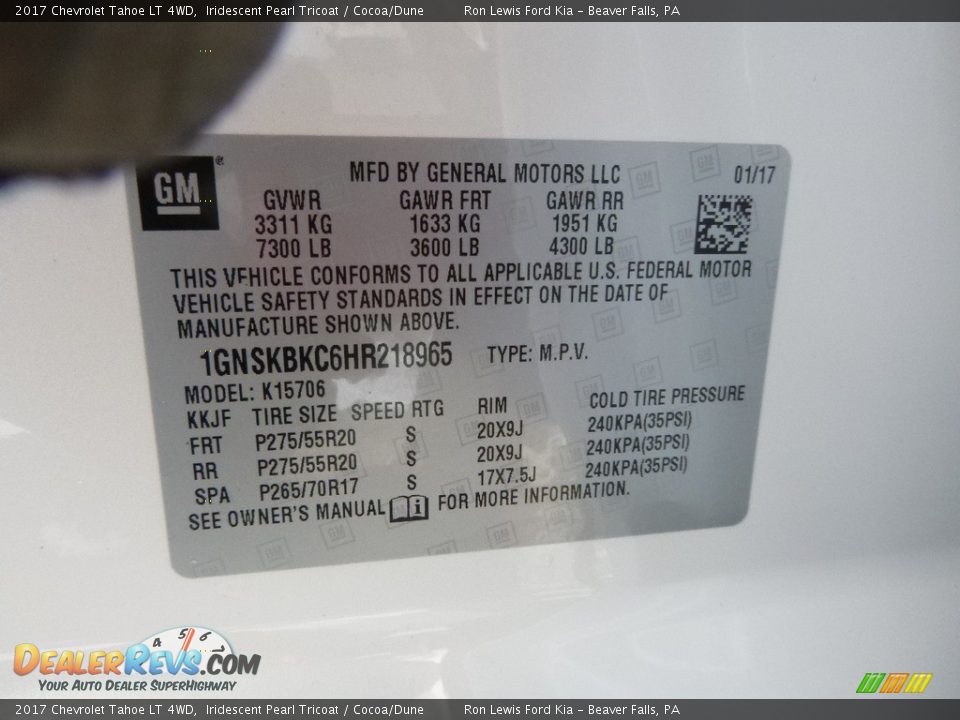 2017 Chevrolet Tahoe LT 4WD, Iridescent Pearl Tricoat / Cocoa/Dune Ron Lewis Ford Kia - Beaver Falls, PA
GM® MFD BY GENERAL MOTORS LLC 01/17
GVWR GAWR FRT GAWR RR
3311 KG 1633 KG 1951 KG
7300 LB 3600 LB 4300 LB
THIS VEHICLE CONFORMS TO ALL APPLICABLE U.S. FEDERAL MOTOR
VEHICLE SAFETY STANDARDS IN EFFECT ON THE DATE OF
MANUFACTURE SHOWN ABOVE.
1GNSKBKC6HR218965 TYPE: M.P.V.
MODEL: K15706
KKJF TIRE SIZE SPEED RTG RIM COLD TIRE PRESSURE
FRT P275/55R20 S 20X9J 240KPA(35PSI)
RR P275/55R20 S 20X9J 240KPA(35PSI)
SPA P265/70R17 S 17X7.5J 240KPA(35PSI)
SEE OWNER'S MANUAL i FOR MORE INFORMATION.
4 5 6
DEALERREVS.COM
YOUR AUTO DEALER SUPERHIGHWAY
2017 Chevrolet Tahoe LT 4WD, Iridescent Pearl Tricoat / Cocoa/Dune Ron Lewis Ford Kia - Beaver Falls, PA